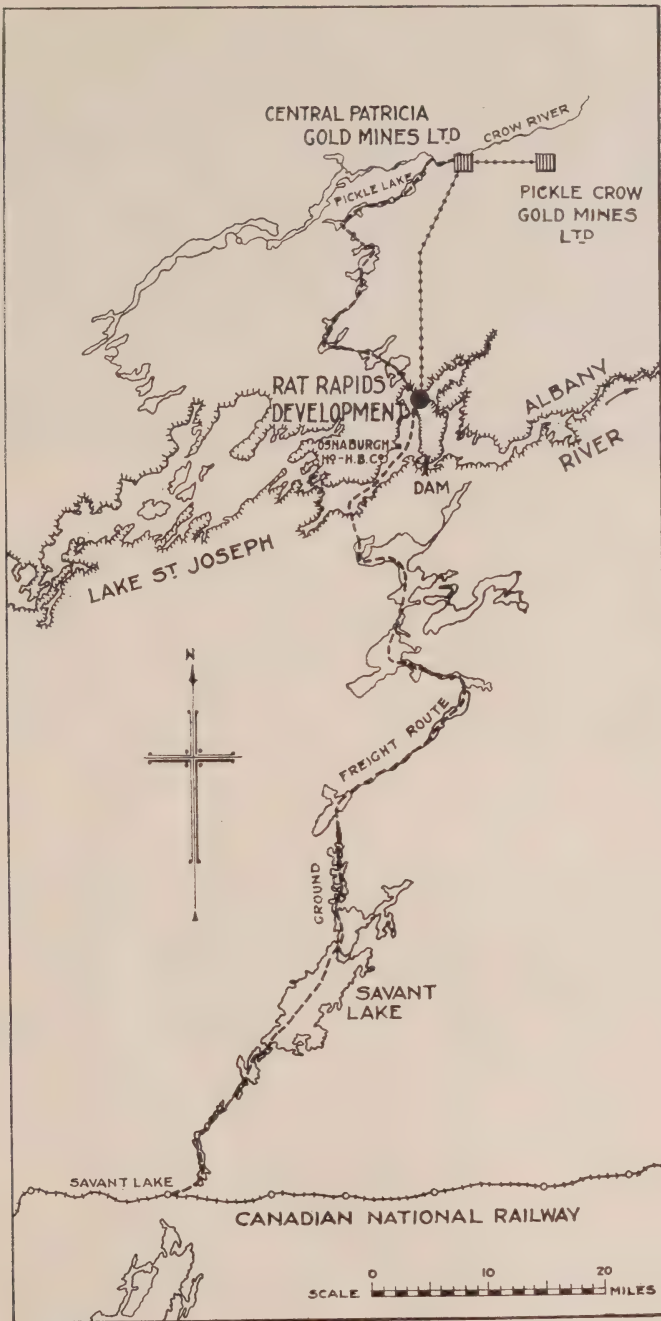 CENTRAL PATRICIA
GOLD MINES LTD
CROW RIVER
PICKLE LAKE
PICKLE CROW
GOLD MINES
LTD
RAT RAPIDS
DEVELOPMENT
ALBANY
RIVER
OSNABURGH
HO-H.B.CO
DAM
LAKE ST JOSEPH
N
FREIGHT ROUTE
GROUND
SAVANT
LAKE
SAVANT LAKE
CANADIAN NATIONAL RAILWAY
0 10 20
SCALE MILES